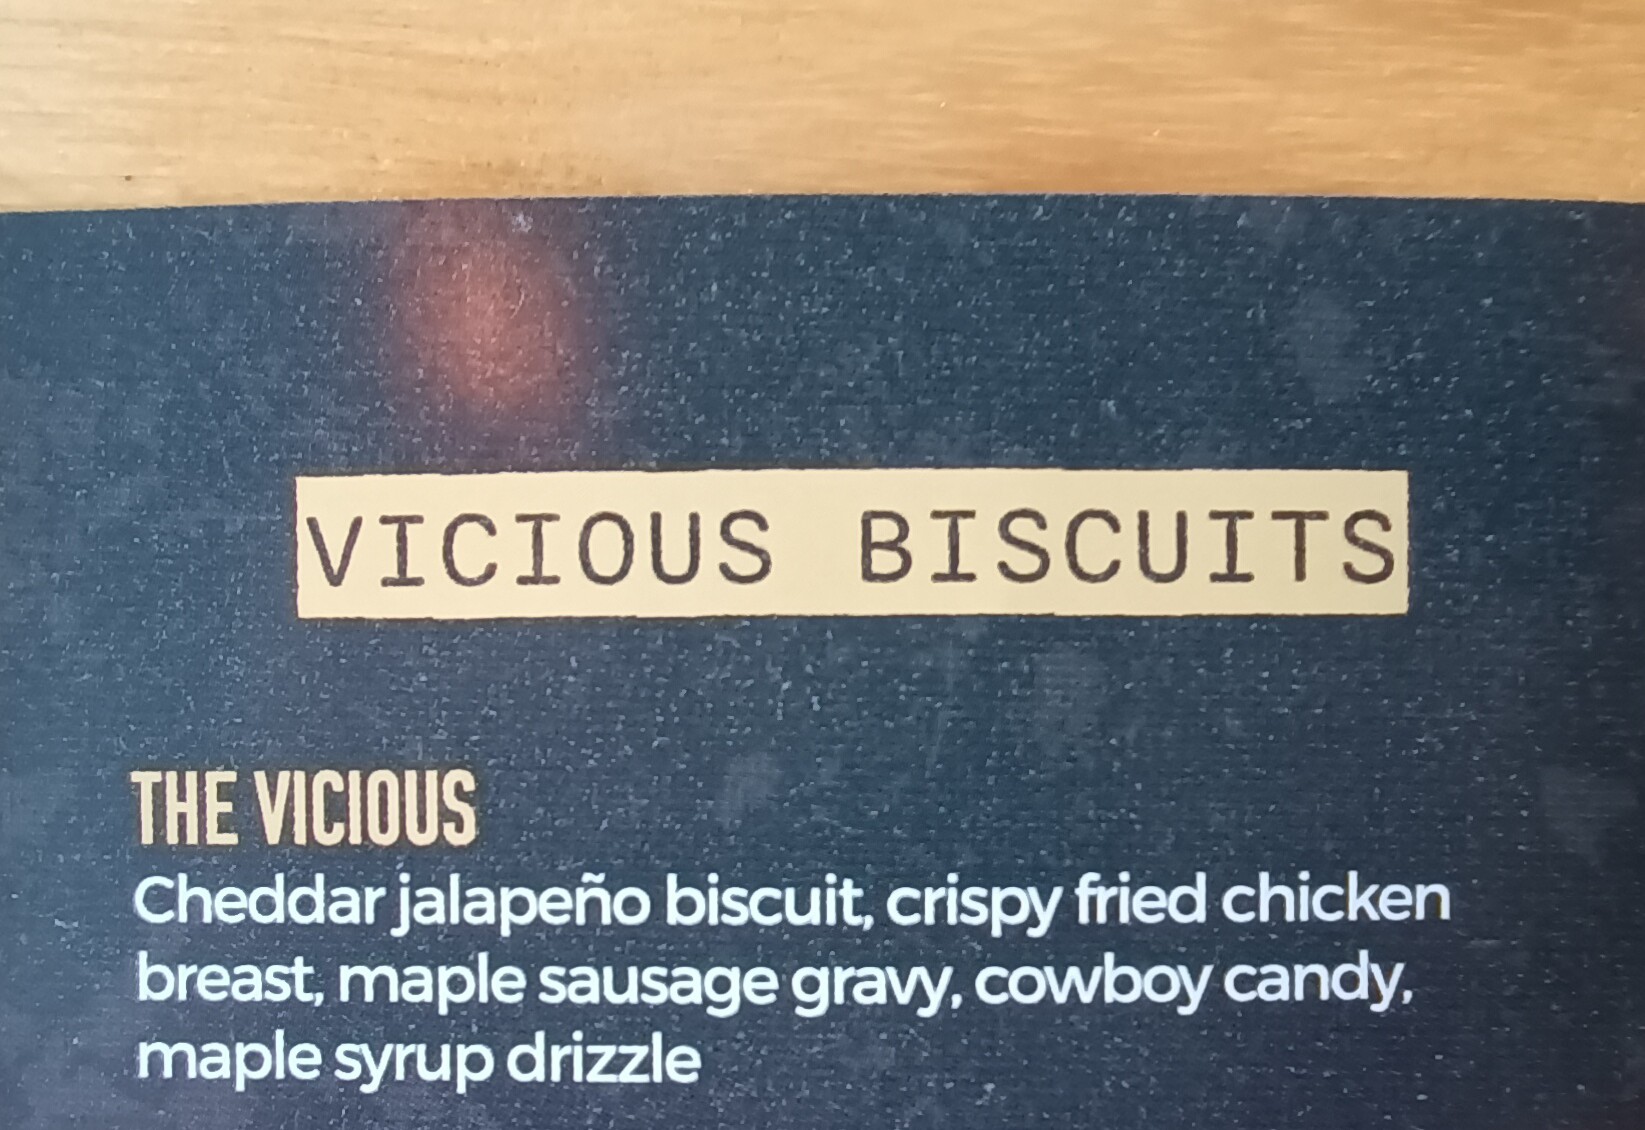 VICIOUS BISCUITS
THE VICIOUS
Cheddar jalapeño biscuit, crispy fried chicken
breast, maple sausage gravy, cowboy candy,
maple syrup drizzle